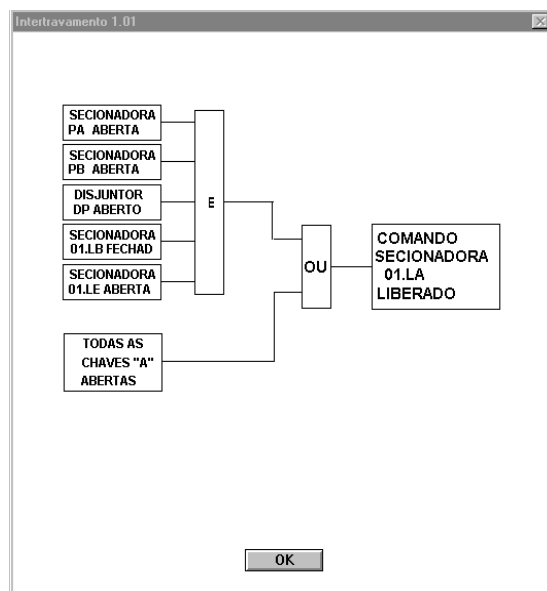 Intertravamento 1.01
SECIONADORA
PA ABERTA
SECIONADORA
PB ABERTA
DISJUNTOR
DP ABERTO
SECIONADORA
01.LB FECHAD
SECIONADORA
01.LE ABERTA
E
TODAS AS
CHAVES "A"
ABERTAS
OU
COMANDO
SECIONADORA
01.LA
LIBERADO
OK